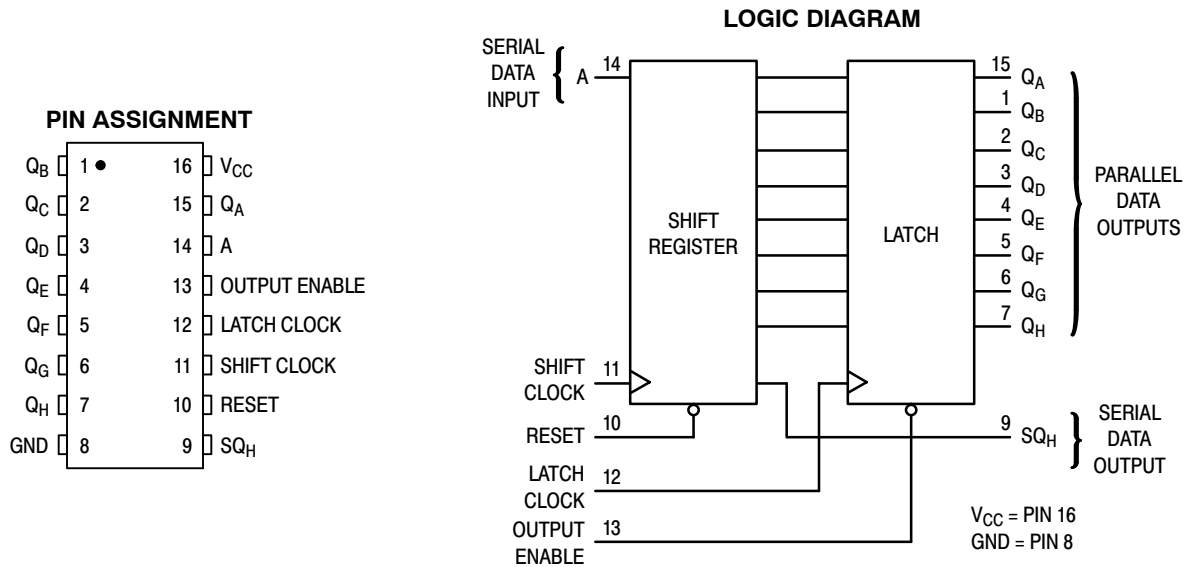 PIN ASSIGNMENT
QB 1 16 VCC
QC 2 15 QA
QD 3 14 A
QE 4 13 OUTPUT ENABLE
QF 5 12 LATCH CLOCK
QG 6 11 SHIFT CLOCK
QH 7 10 RESET
GND 8 9 SQH
LOGIC DIAGRAM
SERIAL
DATA
INPUT
A 14
SHIFT
REGISTER
LATCH
15 QA
1 QB
2 QC
3 QD
4 QE
5 QF
6 QG
7 QH
PARALLEL
DATA
OUTPUTS
SHIFT
CLOCK
11
RESET 10
LATCH
CLOCK
12
OUTPUT
ENABLE
13
9 SQH
SERIAL
DATA
OUTPUT
VCC = PIN 16
GND = PIN 8